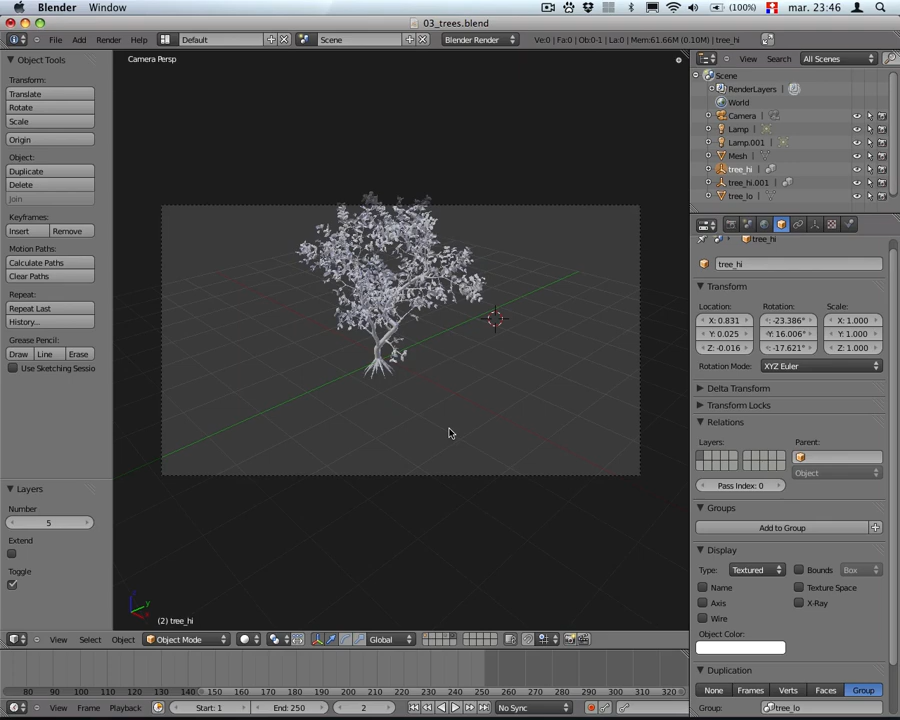 Blender Window (100%) mar. 23:46
03_trees.blend
File Add Render Help Default Scene Blender Render Ve:0 | Fa:0 | Ob:0-1 | La:0 | Mem:61.66M (0.10M) | tree_hi
Object Tools
Transform:
Translate
Rotate
Scale
Origin
Object:
Duplicate
Delete
Join
Keyframes:
Insert Remove
Motion Paths:
Calculate Paths
Clear Paths
Repeat:
Repeat Last
History...
Grease Pencil:
Draw Line Erase
Use Sketching Sessio
Layers
Number
5
Extend
Toggle
Camera Persp
y
(2) tree_hi
View Select Object Object Mode Global
80 90 100 110 120 130 140 150 160 170 180 190 200 210 220 230 240 250 260 270 280 290 300 310 320
View Frame Playback Start: 1 End: 250 2 No Sync
View Search All Scenes
Scene
RenderLayers
World
Camera
Lamp
Lamp.001
Mesh
tree_hi
tree_hi.001
tree_lo
tree_hi
tree_hi
Transform
Location: Rotation: Scale:
X: 0.831 : -23.386° X: 1.000
Y: 0.025 Y: 16.006° Y: 1.000
Z: -0.016 : -17.621° Z: 1.000
Rotation Mode: XYZ Euler
Delta Transform
Transform Locks
Relations
Layers: Parent:
Object
Pass Index: 0
Groups
Add to Group
Display
Type: Textured Bounds Box
Name Texture Space
Axis X-Ray
Wire
Object Color:
Duplication
None Frames Verts Faces Group
Group: tree_lo